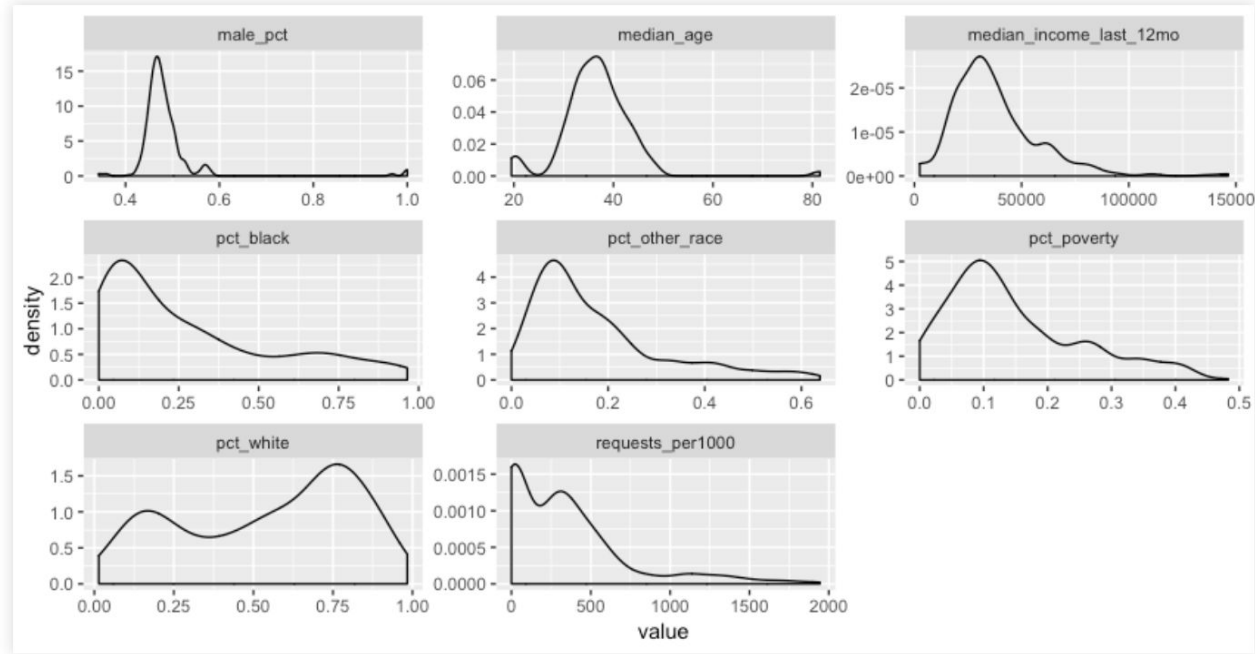 male_pct
median_age
median_income_last_12mo
15
10
5
0
0.4 0.6 0.8 1.0
0.06
0.04
0.02
0.00
20 40 60 80
2e-05
1e-05
0e+00
0 50000 100000 15000
pct_black
pct_other_race
pct_poverty
density
2.0
1.5
1.0
0.5
0.0
0.00 0.25 0.50 0.75 1.00
4
3
2
1
0
0.0 0.2 0.4 0.6
5
4
3
2
1
0
0.0 0.1 0.2 0.3 0.4 0.5
pct_white
requests_per1000
1.5
1.0
0.5
0.0
0.00 0.25 0.50 0.75 1.00
0.0015
0.0010
0.0005
0.0000
0 500 1000 1500 2000
value